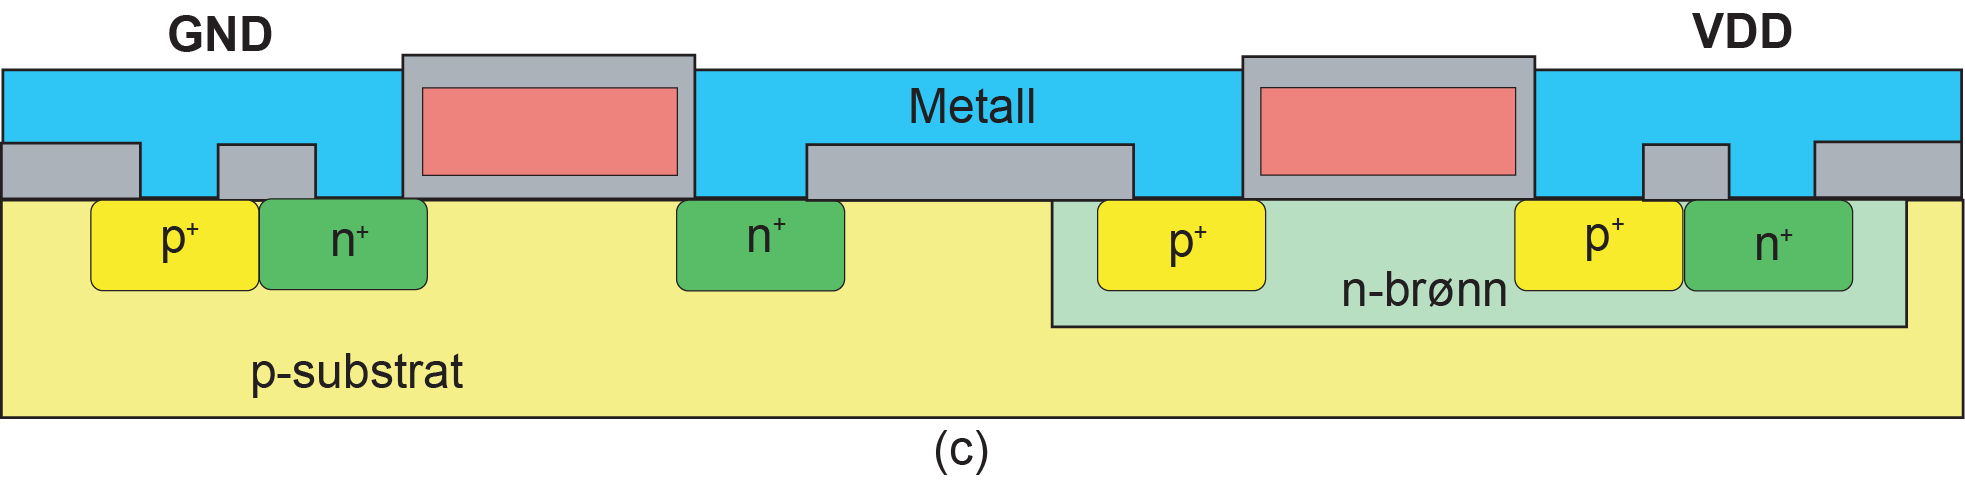 GND
VDD
Metall
p+
n+
n+
p+
p+
n+
n-brønn
p-substrat
(c)